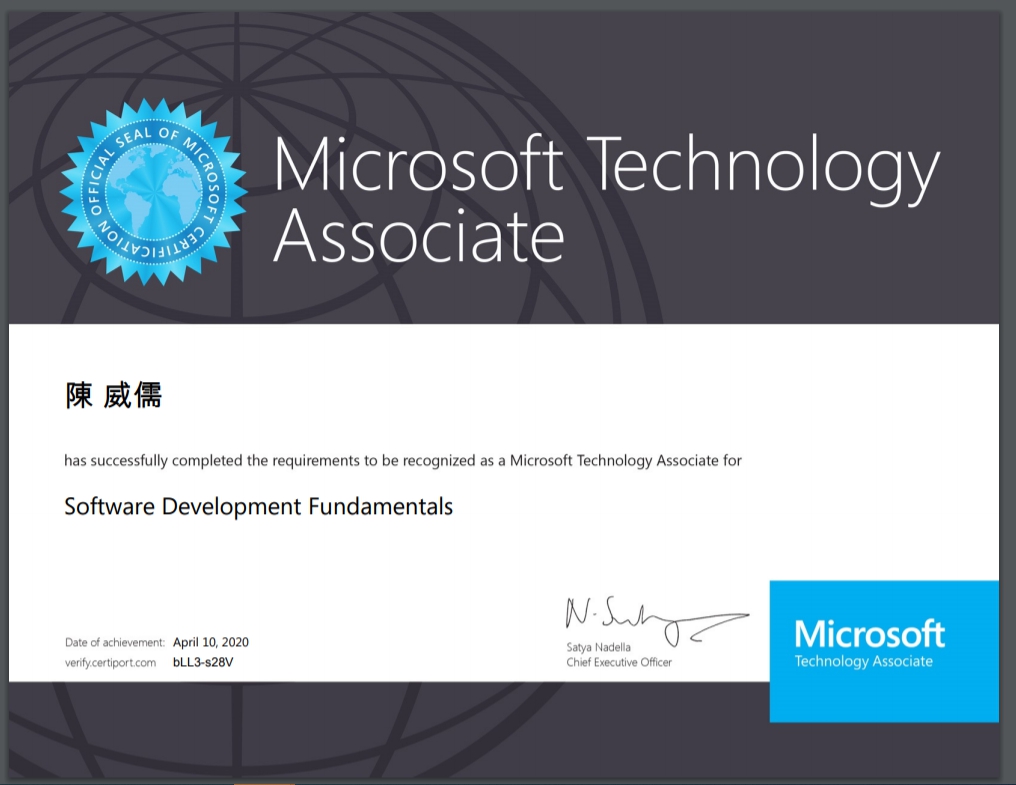 OFFICIAL SEAL OF MICROSOFT CERTIFICATION
Microsoft Technology
Associate
陳 威儒
has successfully completed the requirements to be recognized as a Microsoft Technology Associate for
Software Development Fundamentals
Date of achievement: April 10, 2020
verify.certiport.com bLL3-s28V
Satya Nadella
Chief Executive Officer
Microsoft
Technology Associate